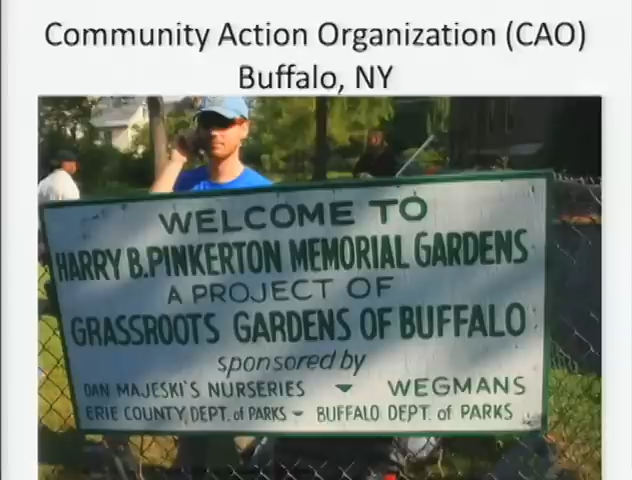 Community Action Organization (CAO)
Buffalo, NY
WELCOME TO
HARRY B. PINKERTON MEMORIAL GARDENS
A PROJECT OF
GRASSROOTS GARDENS OF BUFFALO
sponsored by
DAN MAJESKI'S NURSERIES WEGMANS
ERIE COUNTY, DEPT. of PARKS - BUFFALO DEPT. of PARKS